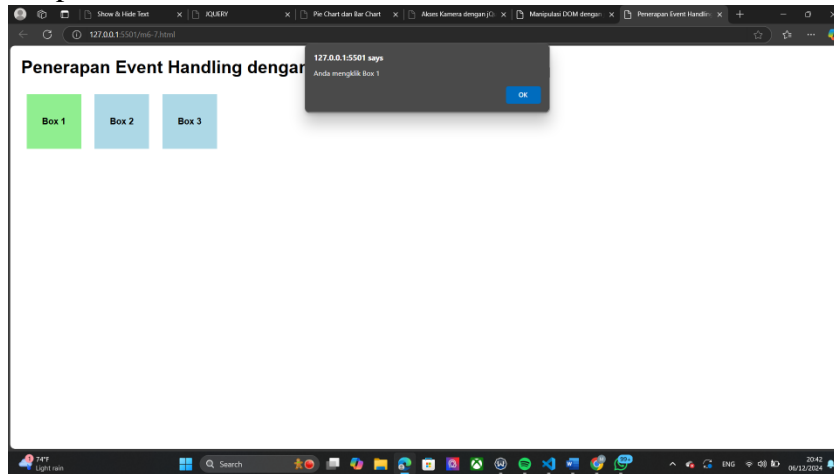 Show & Hide Text
JQUERY
Pie Chart dan Bar Chart
Akses Kamera dengan jQ
Manipulasi DOM dengan
Penerapan Event Handlin
127.0.0.1:5501/m6-7.html
127.0.0.1:5501 says
Anda mengklik Box 1
OK
Penerapan Event Handling dengan
Box 1
Box 2
Box 3
74°F
Light rain
Search
99+
ENG
20:42
06/12/2024